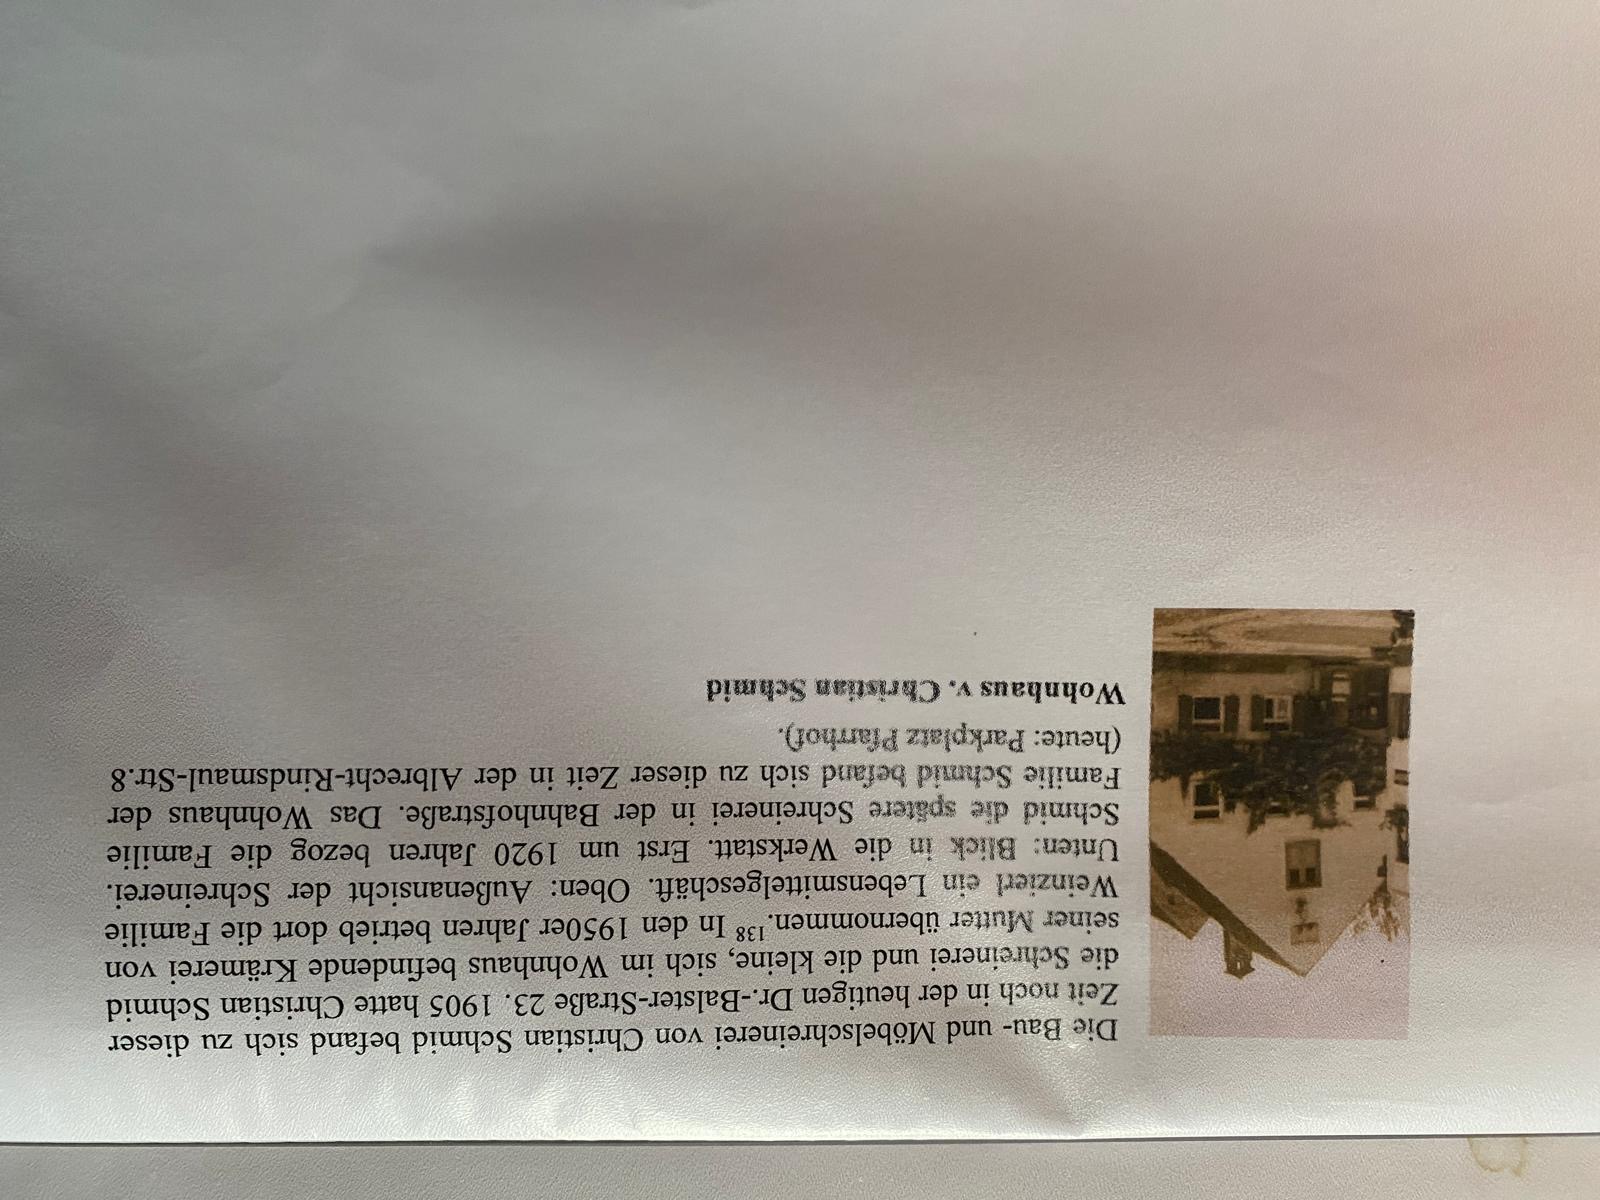 Die Bau- und Möbelschreinerei von Christian Schmid befand sich zu dieser
Zeit noch in der heutigen Dr.-Balster-Straße 23. 1905 hatte Christian Schmid
die Schreinerei und die kleine, sich im Wohnhaus befindende Krämerei von
seiner Mutter übernommen.¹³⁸ In den 1950er Jahren betrieb dort die Familie
Weinzierl ein Lebensmittelgeschäft. Oben: Außenansicht der Schreinerei.
Unten: Blick in die Werkstatt. Erst um 1920 Jahren bezog die Familie
Schmid die spätere Schreinerei in der Bahnhofstraße. Das Wohnhaus der
Familie Schmid befand sich zu dieser Zeit in der Albrecht-Rindsmaul-Str.8
(heute: Parkplatz Pfarrhof).
Wohnhaus v. Christian Schmid